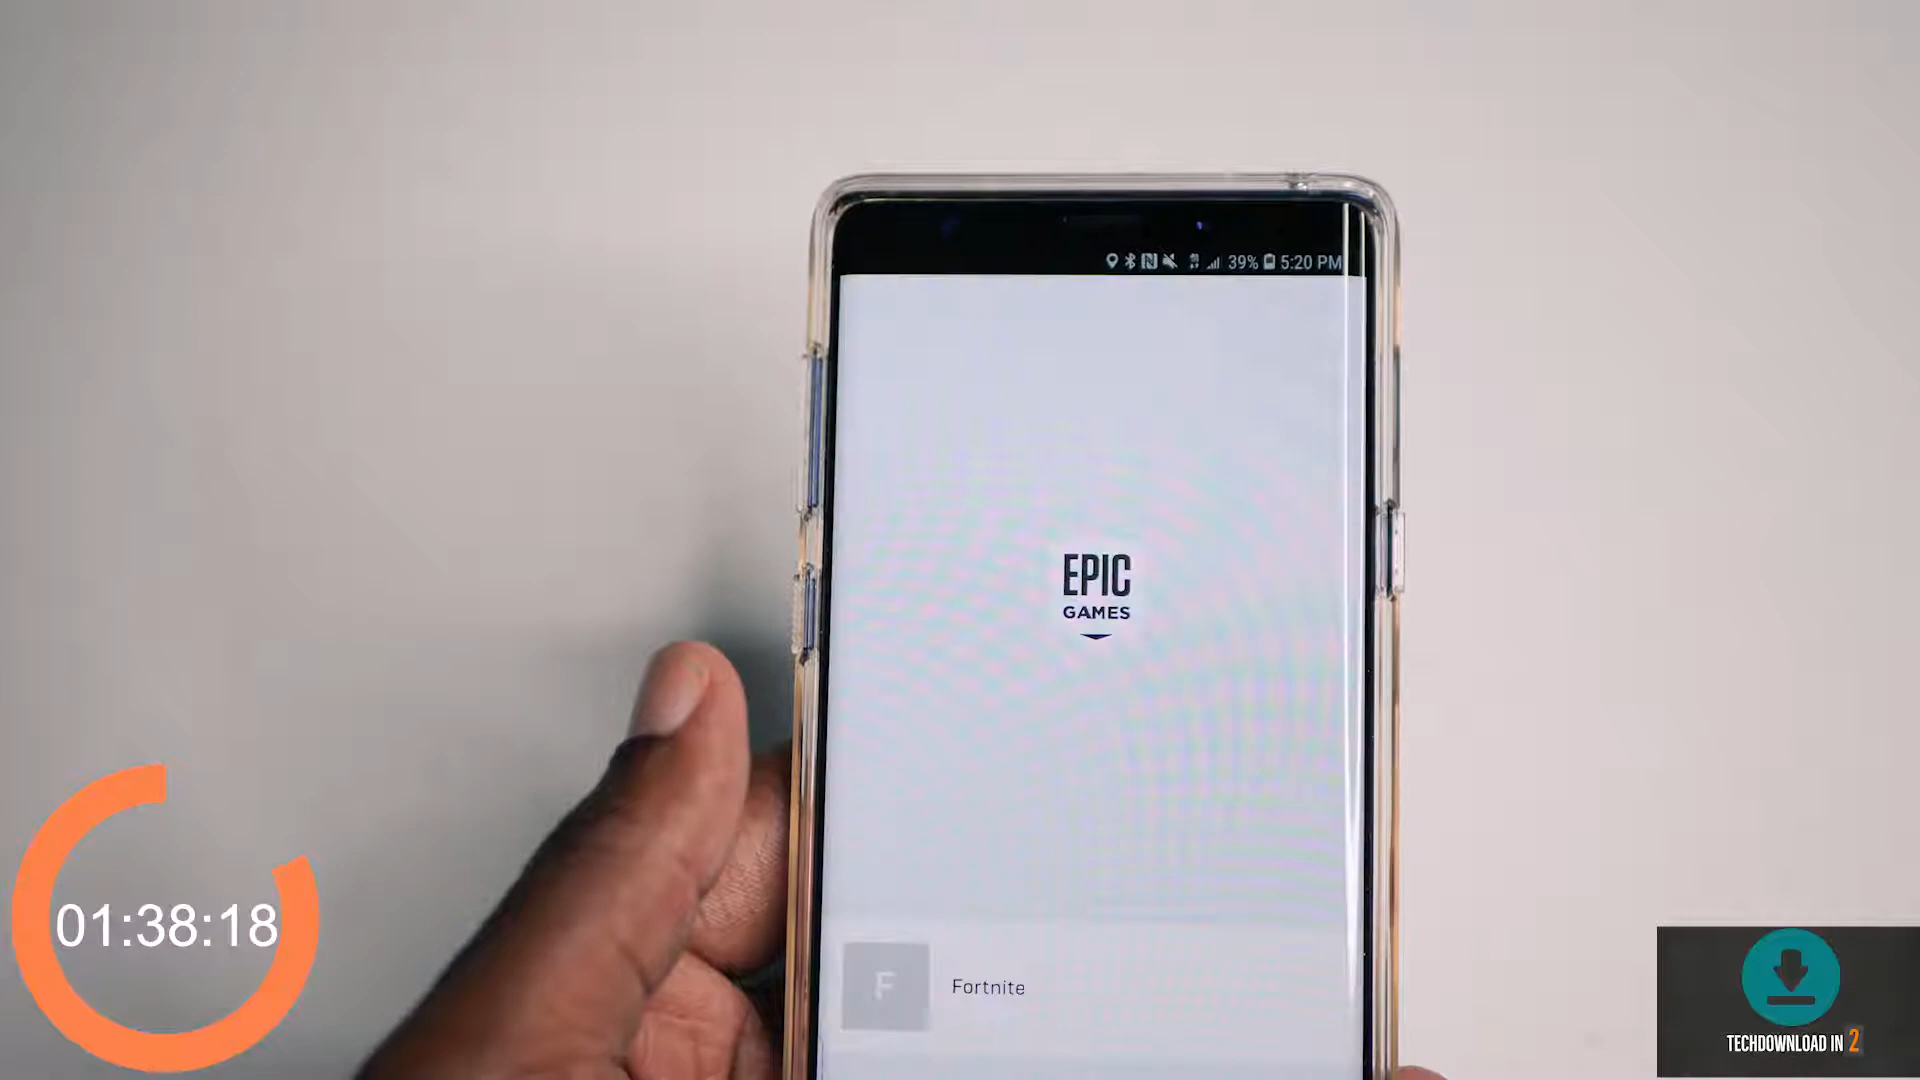 39% 5:20 PM
EPIC
GAMES
F
Fortnite
01:38:18
TECHDOWNLOAD IN 2